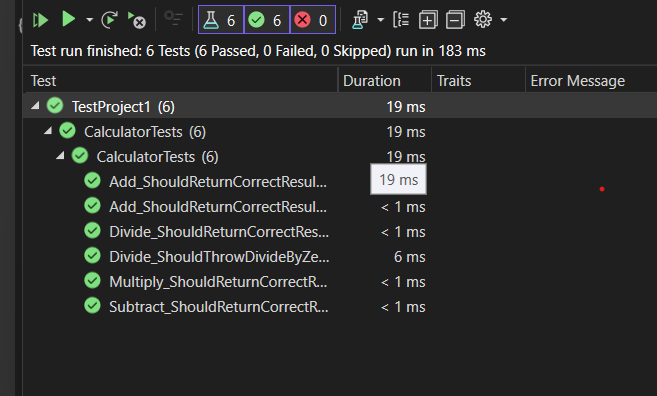 6 6 0
Test run finished: 6 Tests (6 Passed, 0 Failed, 0 Skipped) run in 183 ms
Test Duration Traits Error Message
TestProject1 (6) 19 ms
CalculatorTests (6) 19 ms
CalculatorTests (6) 19 ms
19 ms
Add_ShouldReturnCorrectResul...
Add_ShouldReturnCorrectResul... < 1 ms
Divide_ShouldReturnCorrectRes... < 1 ms
Divide_ShouldThrowDivideByZe... 6 ms
Multiply_ShouldReturnCorrectR... < 1 ms
Subtract_ShouldReturnCorrectR... < 1 ms